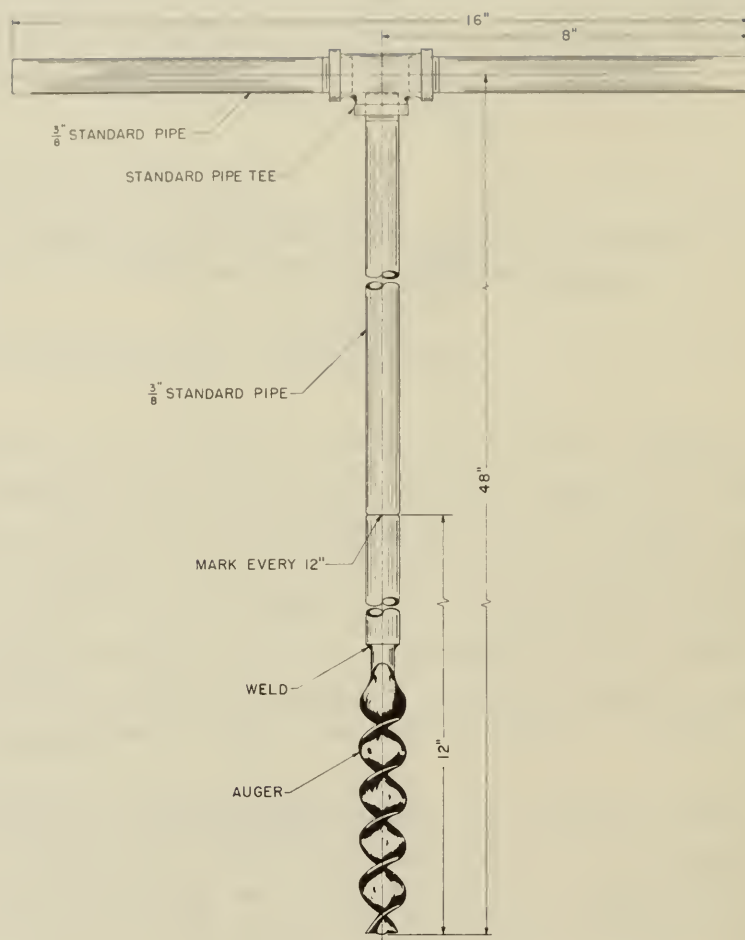 16"
8"
3/8" STANDARD PIPE
STANDARD PIPE TEE
3/8" STANDARD PIPE
48"
MARK EVERY 12"
WELD
12"
AUGER